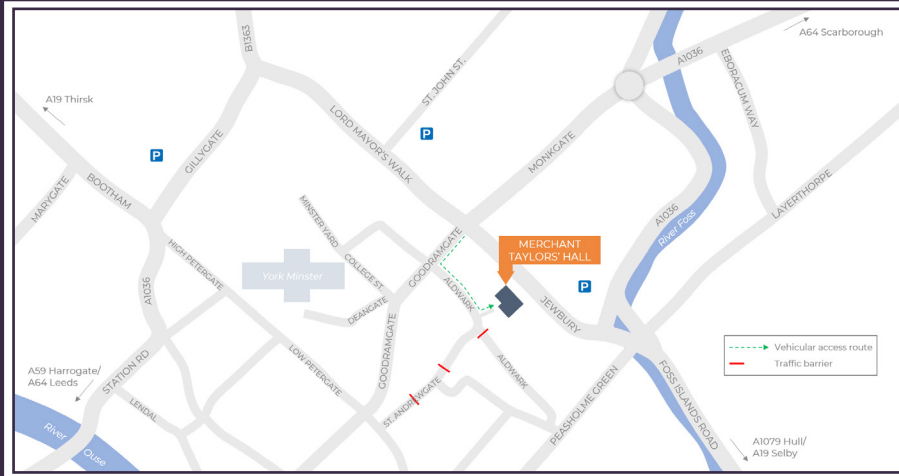 A64 Scarborough
B1363
ST. JOHN ST.
A1036
EBORACUM WAY
A19 Thirsk
P
LORD MAYOR'S WALK
P
GILLYGATE
MONKGATE
MARYGATE
BOOTHAM
LAYERTHORPE
MINSTER YARD
A1036
River Foss
HIGH PETERGATE
COLLEGE ST.
GOODRAMGATE
MERCHANT
TAYLORS' HALL
York Minster
ALDWARK
P
JEWBURY
A1036
DEANGATE
Vehicular access route
Traffic barrier
LOW PETERGATE
GOODRAMGATE
ALDWARK
STATION RD
A59 Harrogate/
A64 Leeds
ST. ANDREWGATE
PEASHOLME GREEN
FOSS ISLANDS ROAD
LENDAL
River
Ouse
A1079 Hull/
A19 Selby